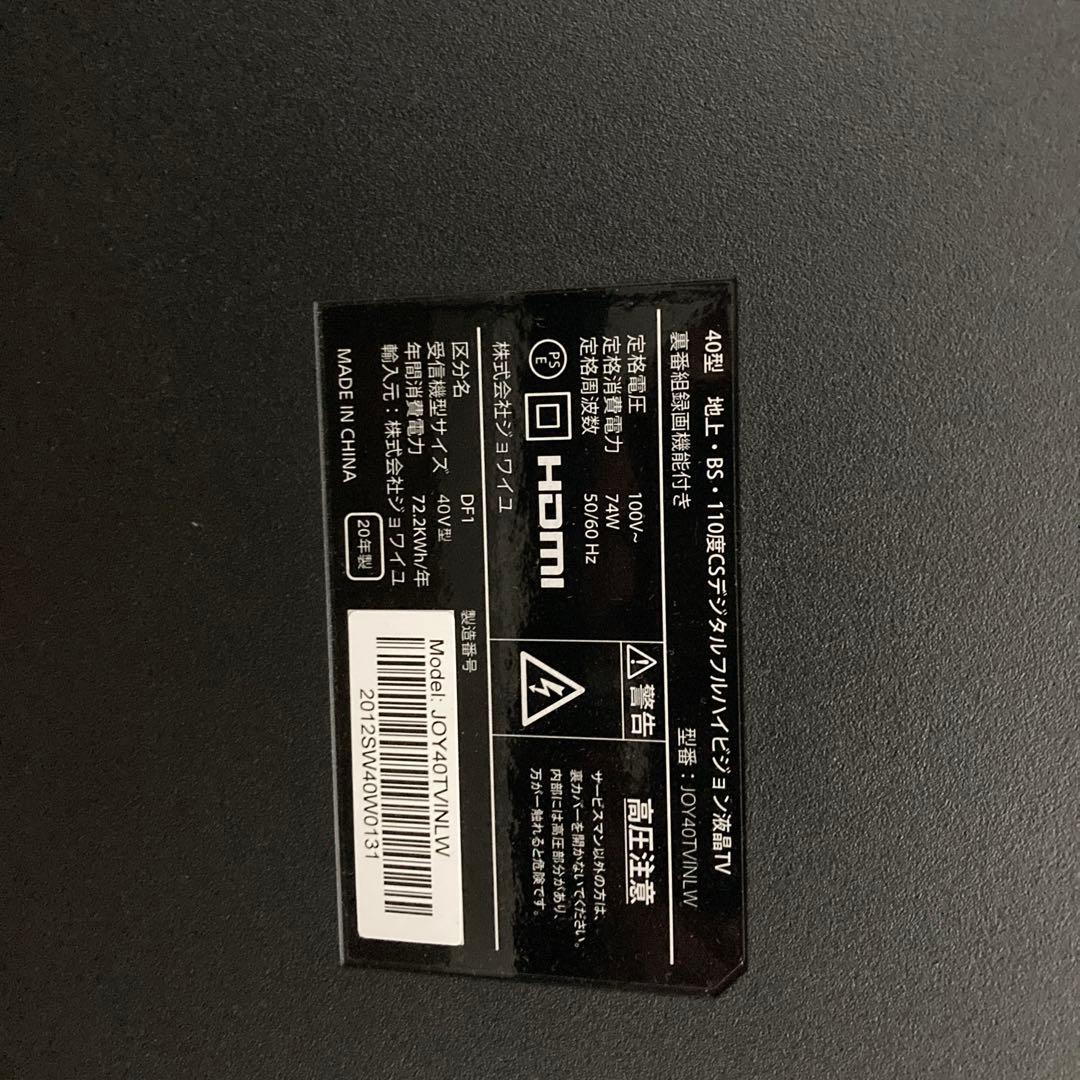 40型 地上・BS・110度CSデジタルフルハイビジョン液晶TV
裏番組録画機能付き
型番：JOY40TVINLW
定格電圧 100V~
定格消費電力 74W
定格周波数 50/60 Hz
PS
E
HDMI
株式会社ジョワイユ
警告
高圧注意
サービスマン以外の方は、
裏カバーを開かないでください。
内部には高圧部分があり、
万が一触れると危険です。
区分名 DF1
受信機型サイズ 40V型
年間消費電力 72.2KWh/年
輸入元：株式会社ジョワイユ
MADE IN CHINA
20年製
製造番号
Model: JOY40TVINLW
2012SW40W0131